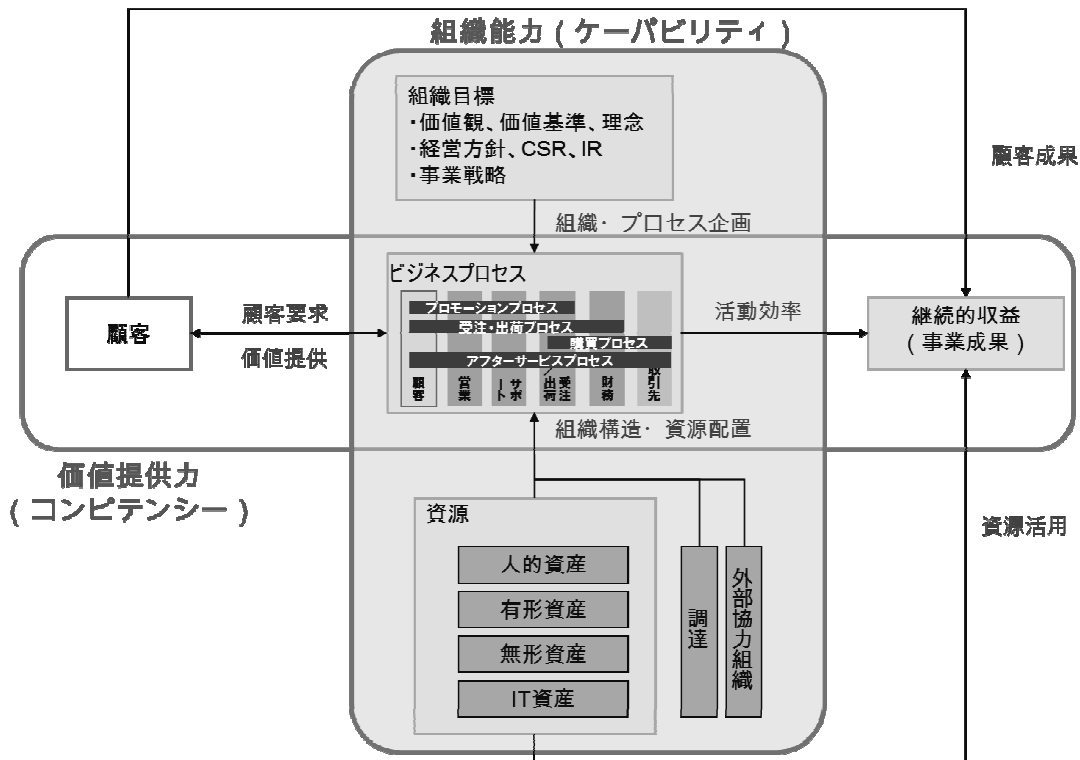 組織能力（ケーパビリティ）
組織目標
・価値観、価値基準、理念
・経営方針、CSR、IR
・事業戦略
顧客成果
組織・プロセス企画
ビジネスプロセス
プロモーションプロセス
受注・出荷プロセス
購買プロセス
アフターサービスプロセス
顧客
営業
サポート
受注／出荷
財務
取引先
顧客
顧客要求
価値提供
活動効率
継続的収益
（事業成果）
組織構造・資源配置
価値提供力
（コンピテンシー）
資源
人的資産
有形資産
無形資産
IT資産
調達
外部協力組織
資源活用